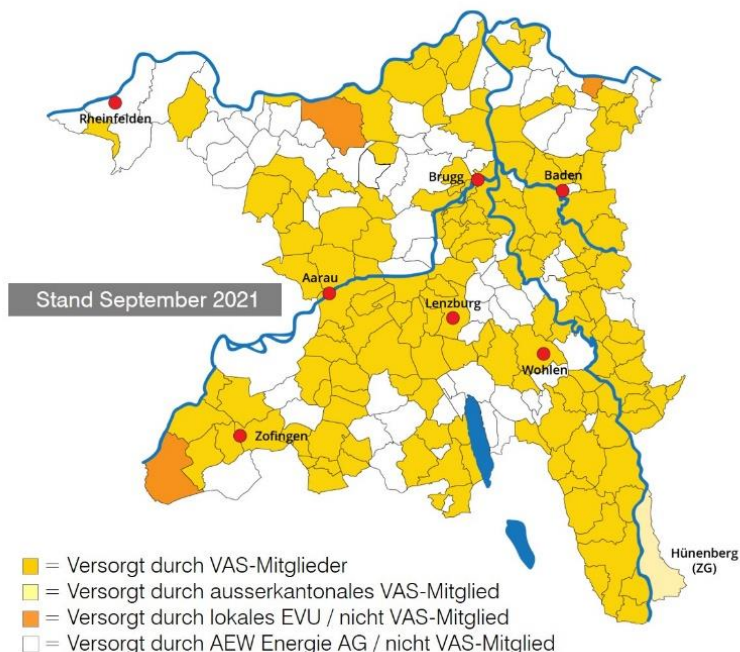 Rheinfelden
Brugg
Baden
Aarau
Stand September 2021
Lenzburg
Wohlen
Zofingen
Hünenberg
(ZG)
= Versorgt durch VAS-Mitglieder
= Versorgt durch ausserkantonales VAS-Mitglied
= Versorgt durch lokales EVU / nicht VAS-Mitglied
= Versorgt durch AEW Energie AG / nicht VAS-Mitglied